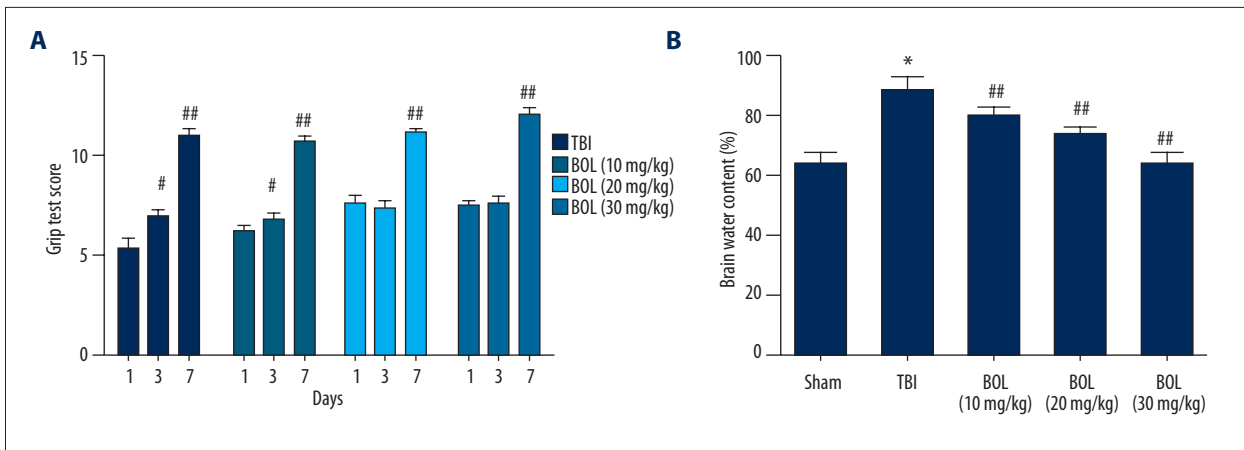 A
Grip test score
15
10
5
0
#
##
#
##
##
##
1 3 7 1 3 7 1 3 7 1 3 7
Days
TBI
BOL (10 mg/kg)
BOL (20 mg/kg)
BOL (30 mg/kg)
B
Brain water content (%)
100
80
60
40
20
0
*
##
##
##
Sham TBI BOL BOL BOL
(10 mg/kg) (20 mg/kg) (30 mg/kg)